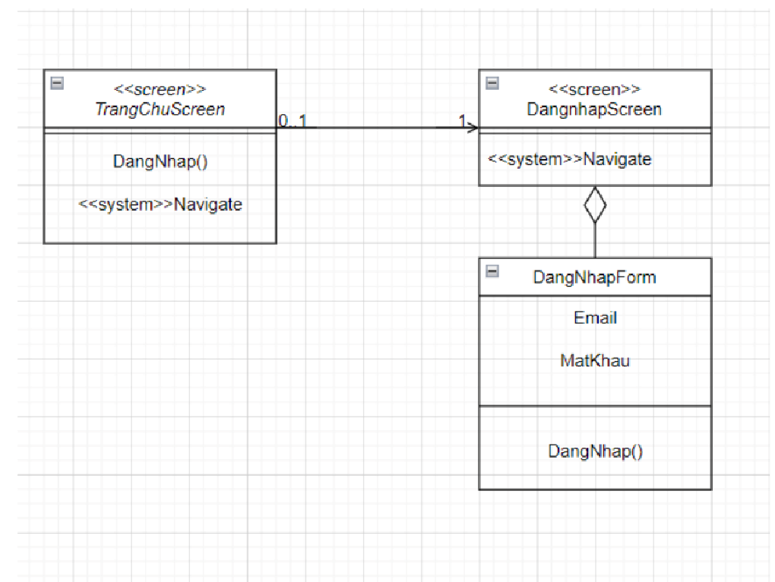 <<screen>>
TrangChuScreen
DangNhap()
<<system>>Navigate
0..1
1
<<screen>>
DangnhapScreen
<<system>>Navigate
DangNhapForm
Email
MatKhau
DangNhap()